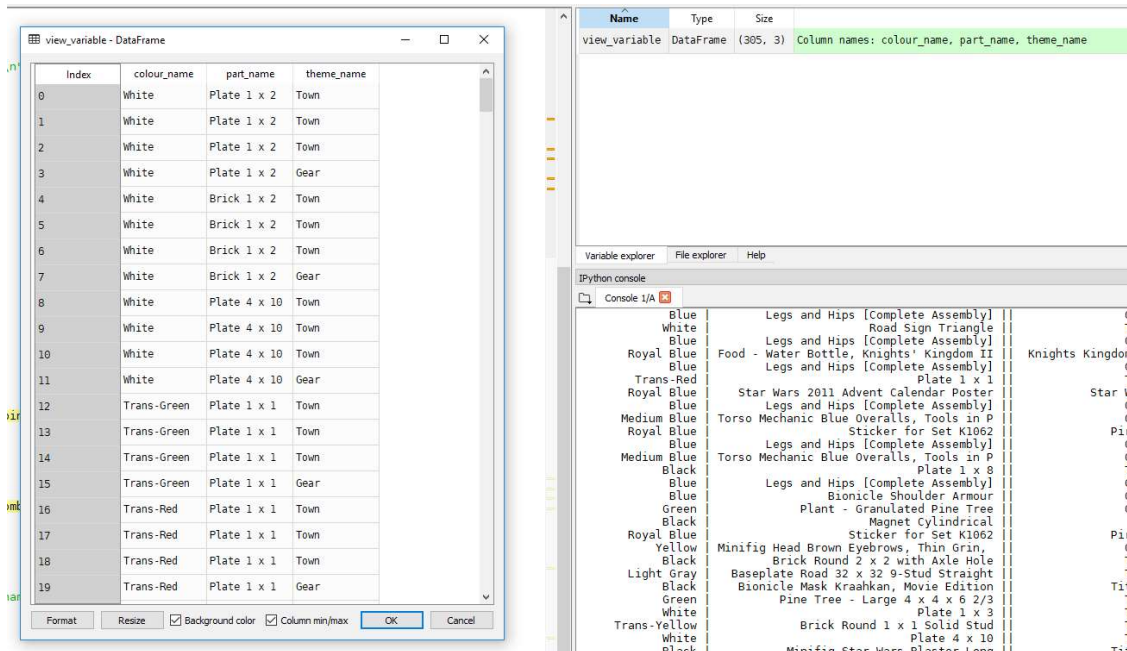 view_variable - DataFrame
Index colour_name part_name theme_name
0 White Plate 1 x 2 Town
1 White Plate 1 x 2 Town
2 White Plate 1 x 2 Town
3 White Plate 1 x 2 Gear
4 White Brick 1 x 2 Town
5 White Brick 1 x 2 Town
6 White Brick 1 x 2 Town
7 White Brick 1 x 2 Gear
8 White Plate 4 x 10 Town
9 White Plate 4 x 10 Town
10 White Plate 4 x 10 Town
11 White Plate 4 x 10 Gear
12 Trans-Green Plate 1 x 1 Town
13 Trans-Green Plate 1 x 1 Town
14 Trans-Green Plate 1 x 1 Town
15 Trans-Green Plate 1 x 1 Gear
16 Trans-Red Plate 1 x 1 Town
17 Trans-Red Plate 1 x 1 Town
18 Trans-Red Plate 1 x 1 Town
19 Trans-Red Plate 1 x 1 Gear
Format Resize Background color Column min/max OK Cancel
Name Type Size
view_variable DataFrame (305, 3) Column names: colour_name, part_name, theme_name
Variable explorer File explorer Help
IPython console
Console 1/A
Blue | Legs and Hips [Complete Assembly] ||
White | Road Sign Triangle ||
Blue | Legs and Hips [Complete Assembly] ||
Royal Blue | Food - Water Bottle, Knights' Kingdom II || Knights Kingdom
Blue | Legs and Hips [Complete Assembly] ||
Trans-Red | Plate 1 x 1 ||
Royal Blue | Star Wars 2011 Advent Calendar Poster || Star
Blue | Legs and Hips [Complete Assembly] ||
Medium Blue | Torso Mechanic Blue Overalls, Tools in P ||
Royal Blue | Sticker for Set K1062 || Pi
Blue | Legs and Hips [Complete Assembly] ||
Medium Blue | Torso Mechanic Blue Overalls, Tools in P ||
Black | Plate 1 x 8 ||
Blue | Legs and Hips [Complete Assembly] ||
Blue | Bionicle Shoulder Armour ||
Green | Plant - Granulated Pine Tree ||
Black | Magnet Cylindrical ||
Royal Blue | Sticker for Set K1062 || Pi
Yellow | Minifig Head Brown Eyebrows, Thin Grin, ||
Black | Brick Round 2 x 2 with Axle Hole ||
Light Gray | Baseplate Road 32 x 32 9-Stud Straight ||
Black | Bionicle Mask Kraahkan, Movie Edition || Ti
Green | Pine Tree - Large 4 x 4 x 6 2/3 ||
White | Plate 1 x 3 ||
Trans-Yellow | Brick Round 1 x 1 Solid Stud ||
White | Plate 4 x 10 ||
Black | Minifig Star Wars Blaster Long ||